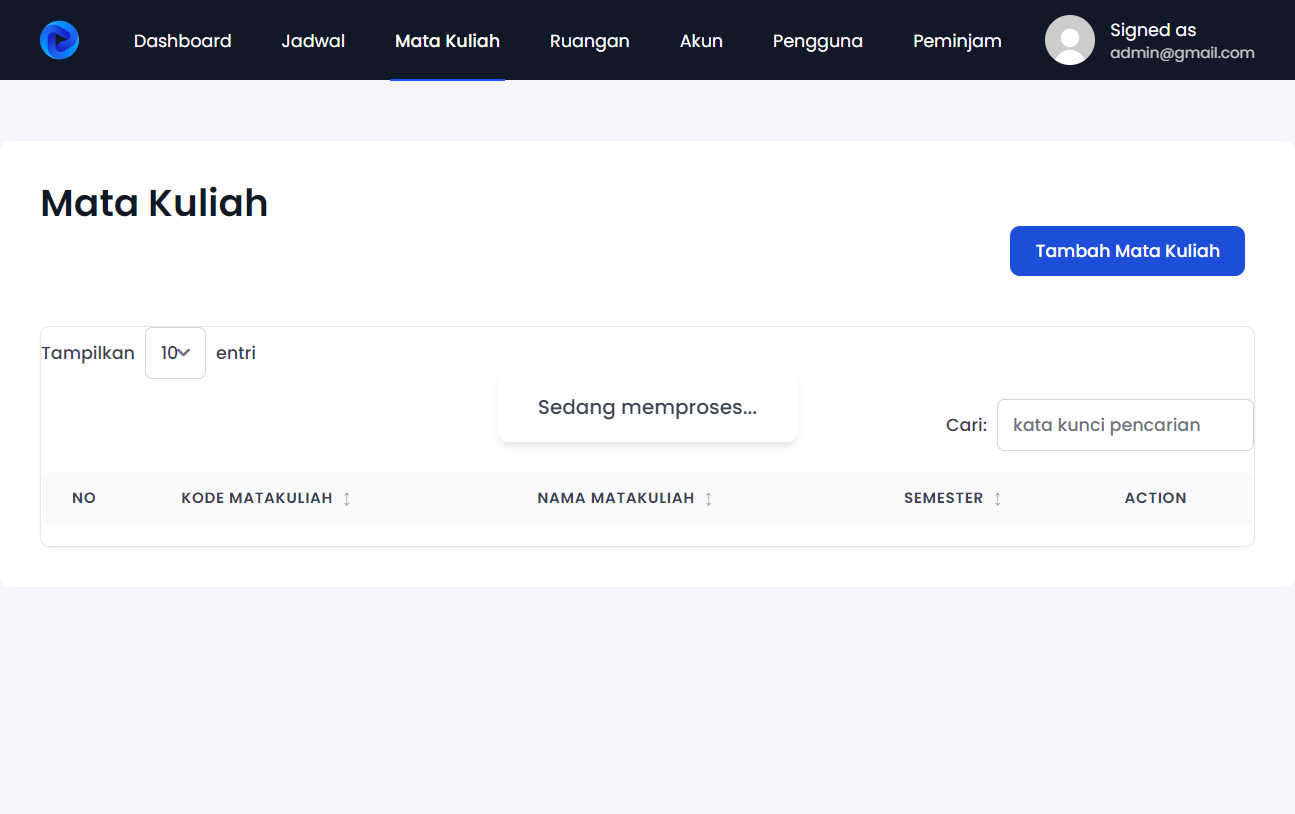 Dashboard Jadwal Mata Kuliah Ruangan Akun Pengguna Peminjam Signed as
admin@gmail.com
Mata Kuliah
Tambah Mata Kuliah
Tampilkan 10 entri
Sedang memproses...
Cari: kata kunci pencarian
NO KODE MATAKULIAH NAMA MATAKULIAH SEMESTER ACTION